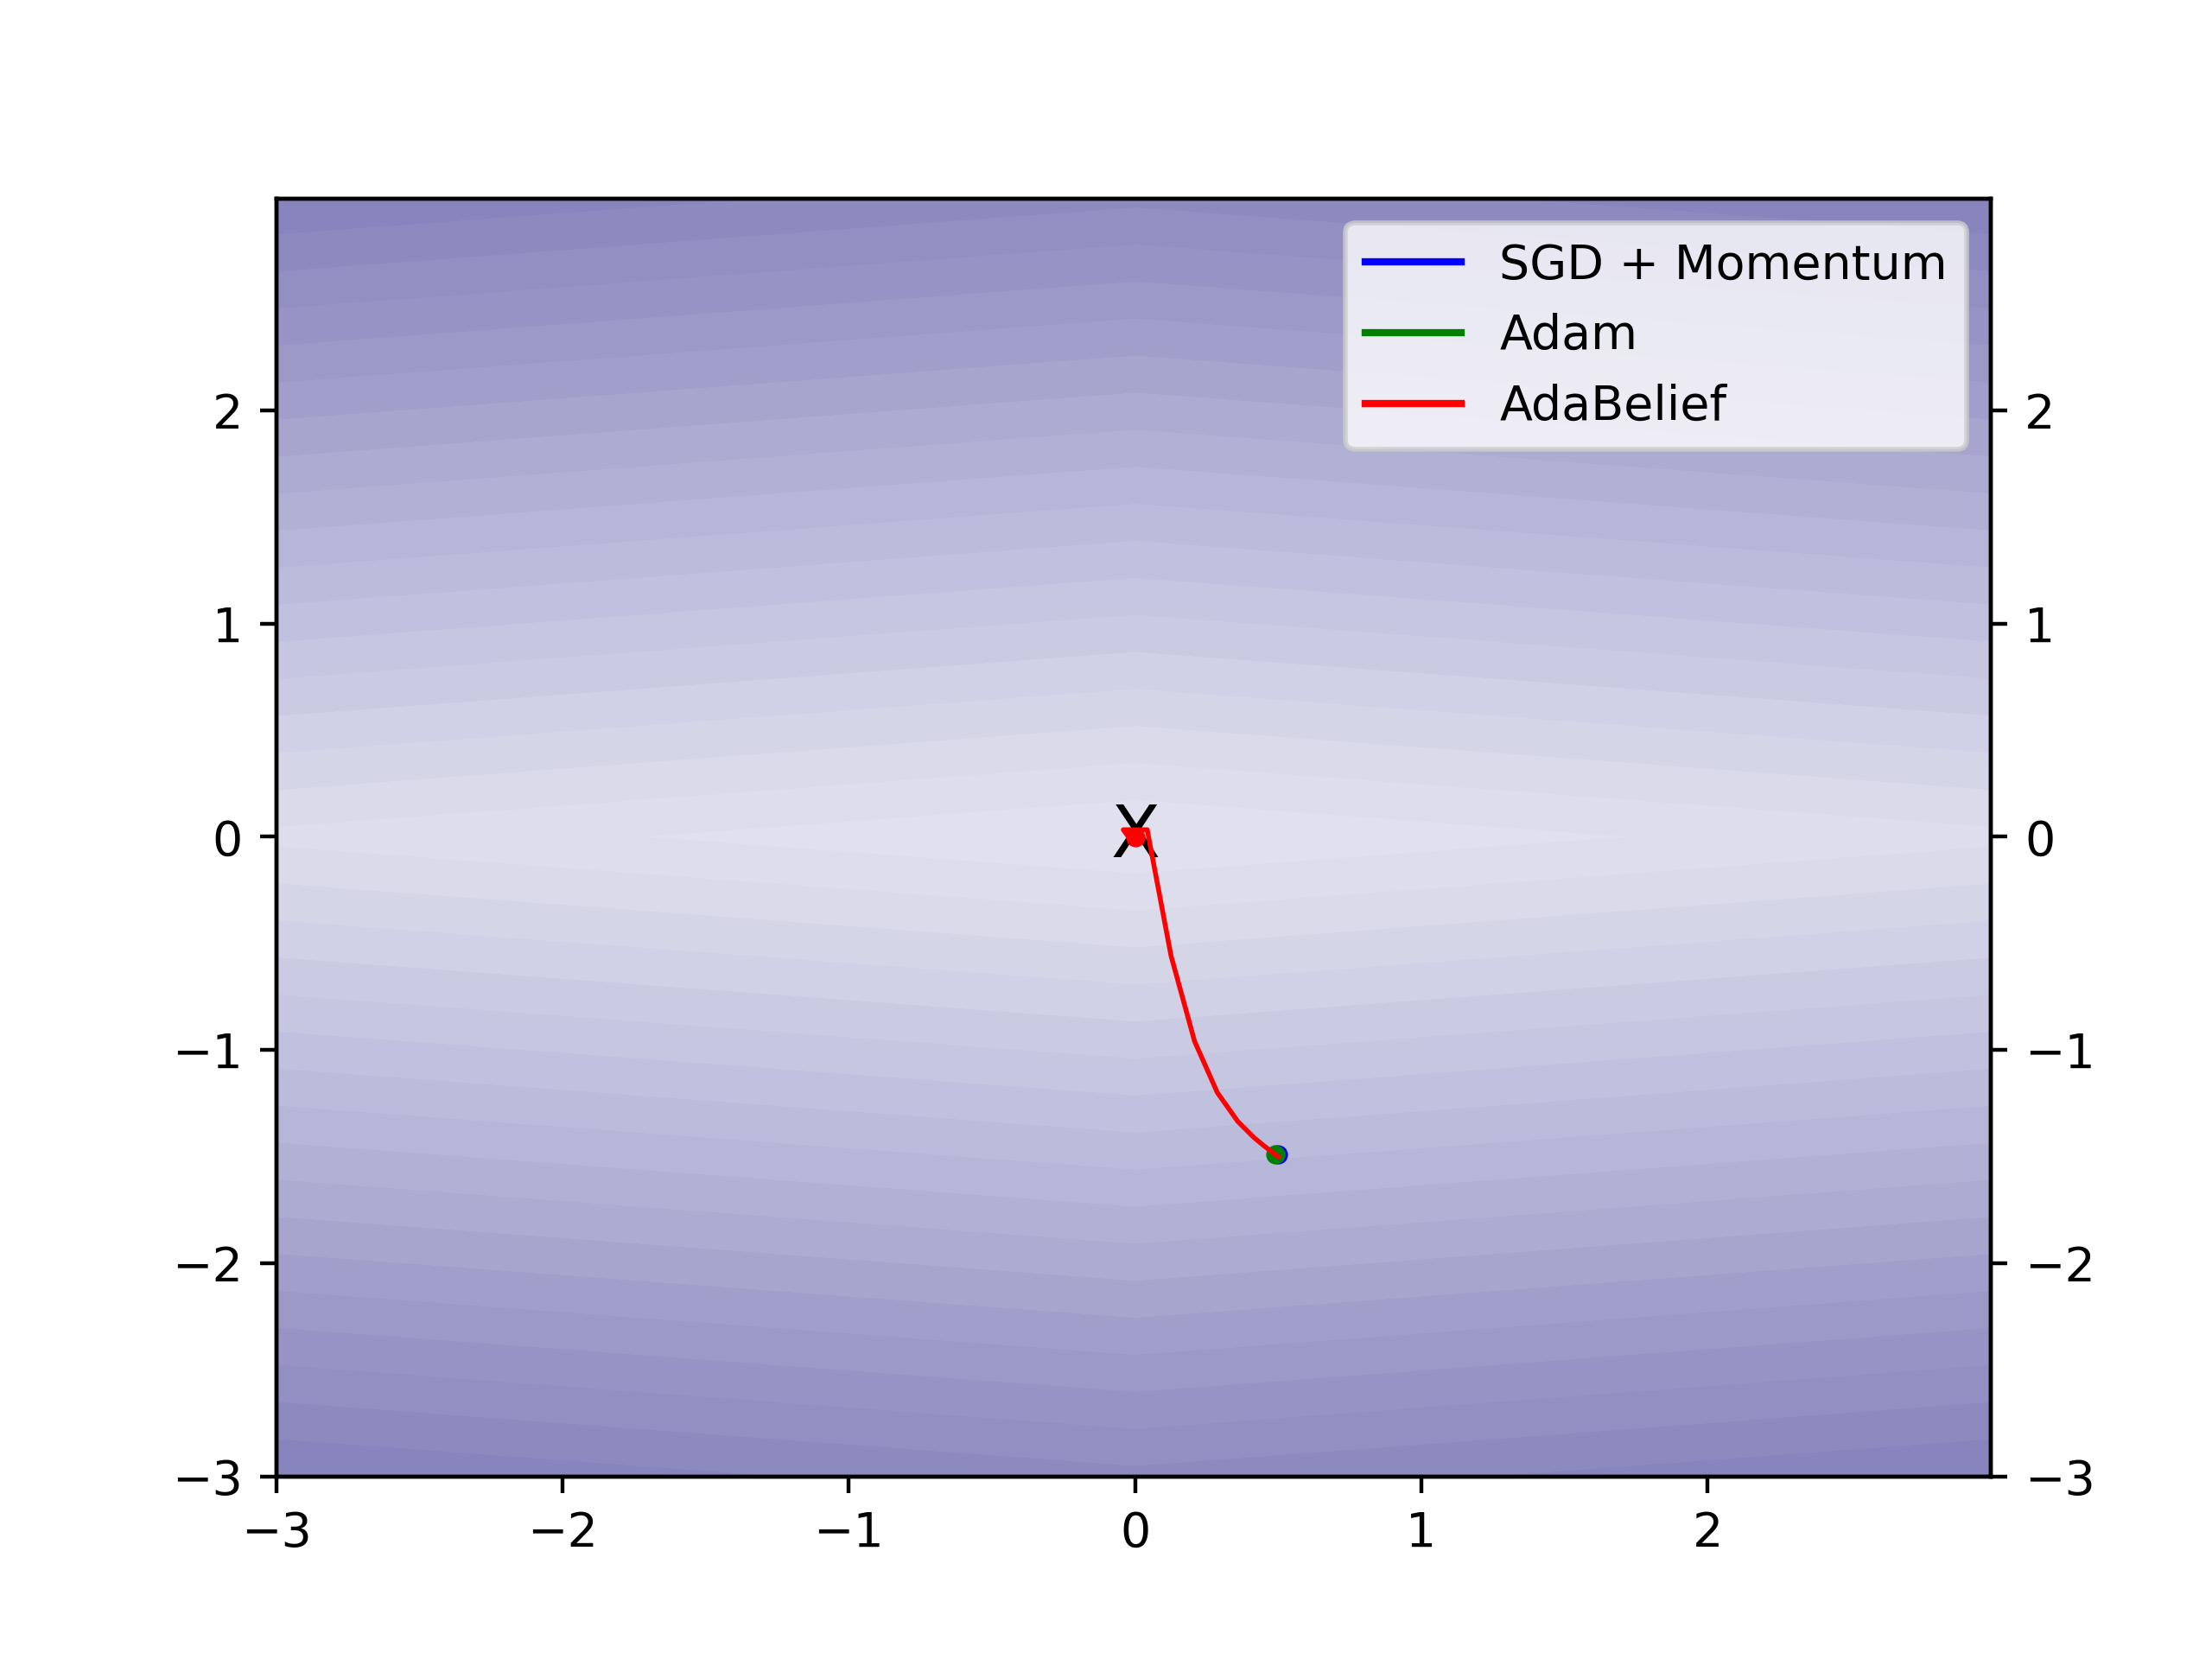 SGD + Momentum
Adam
AdaBelief
2 2
1 1
X
0 0
−1 −1
−2 −2
−3 −3
−3 −2 −1 0 1 2